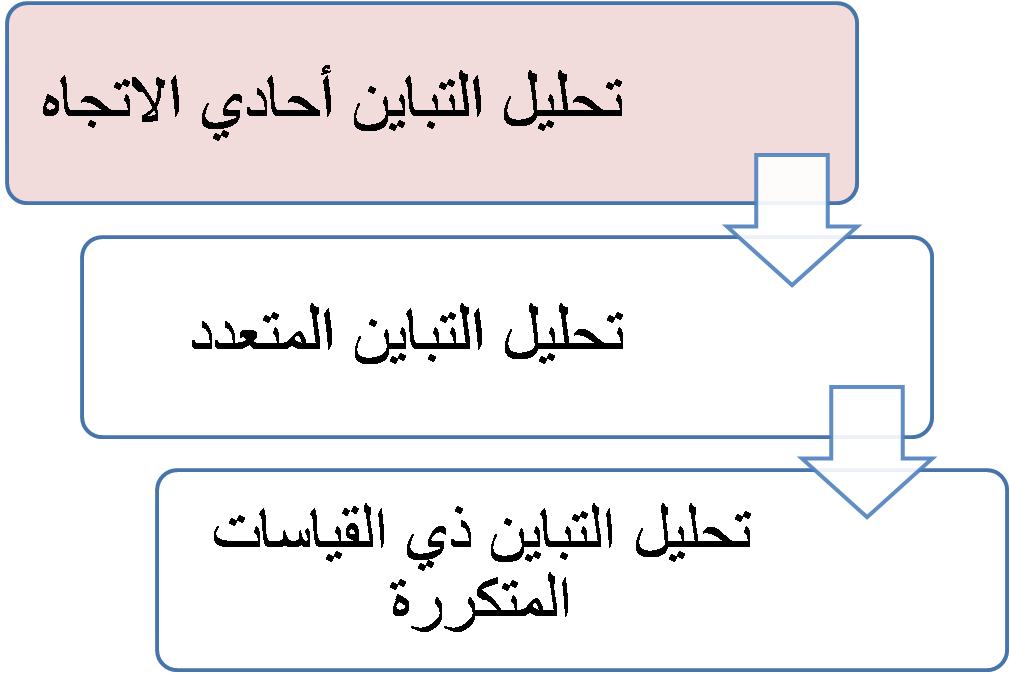 تحليل التباين أحادي الاتجاه
تحليل التباين المتعدد
تحليل التباين ذي القياسات
المتكررة